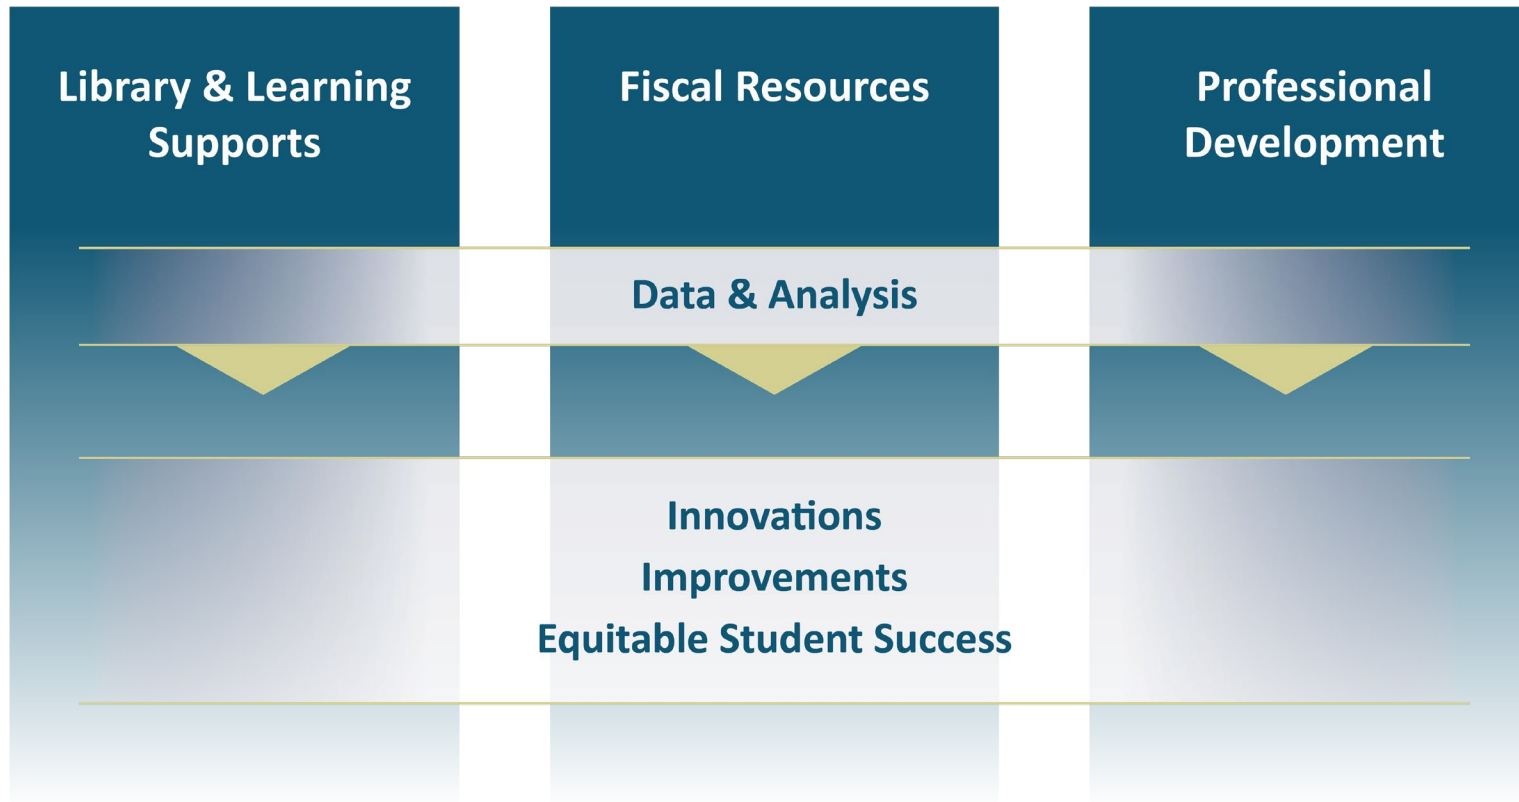 Library & Learning
Supports
Fiscal Resources
Professional
Development
Data & Analysis
Innovations
Improvements
Equitable Student Success